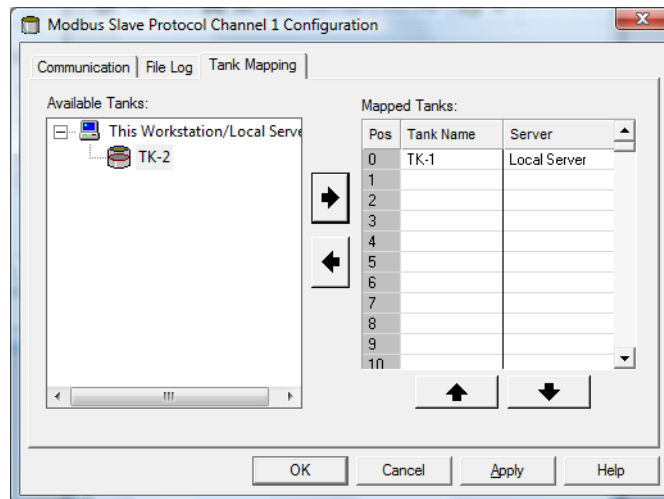 Modbus Slave Protocol Channel 1 Configuration
Communication File Log Tank Mapping
Available Tanks:
This Workstation/Local Serve
TK-2
Mapped Tanks:
Pos Tank Name Server
0 TK-1 Local Server
1
2
3
4
5
6
7
8
9
10
OK Cancel Apply Help